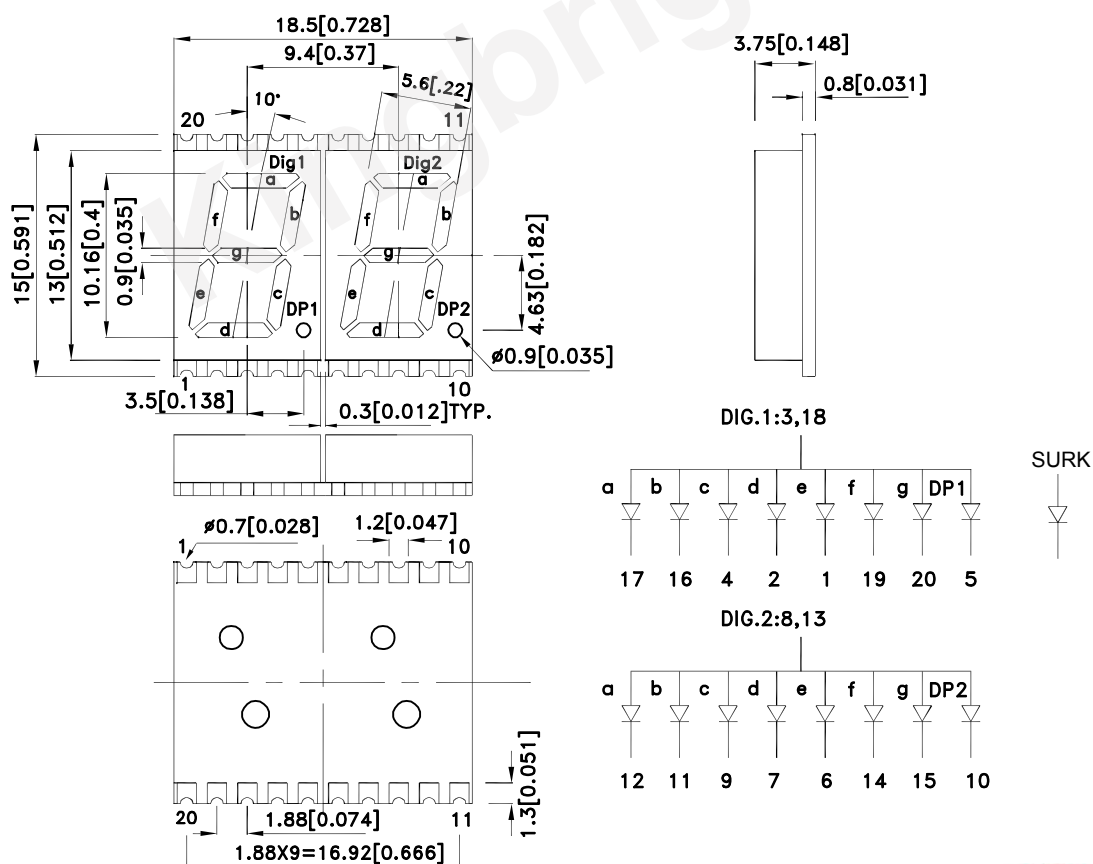 18.5[0.728]
9.4[0.37]
5.6[.22]
10°
20
11
Dig1
Dig2
a
b
f
g
e
c
d
DP1
a
b
f
g
e
c
d
DP2
15[0.591]
13[0.512]
10.16[0.4]
0.9[0.035]
4.63[0.182]
ø0.9[0.035]
1
10
3.5[0.138]
0.3[0.012]TYP.
3.75[0.148]
0.8[0.031]
ø0.7[0.028]
1.2[0.047]
1
10
20
11
1.88[0.074]
1.88X9=16.92[0.666]
1.3[0.051]
DIG.1:3,18
a b c d e f g DP1
17 16 4 2 1 19 20 5
DIG.2:8,13
a b c d e f g DP2
12 11 9 7 6 14 15 10
SURK
Kingbrig